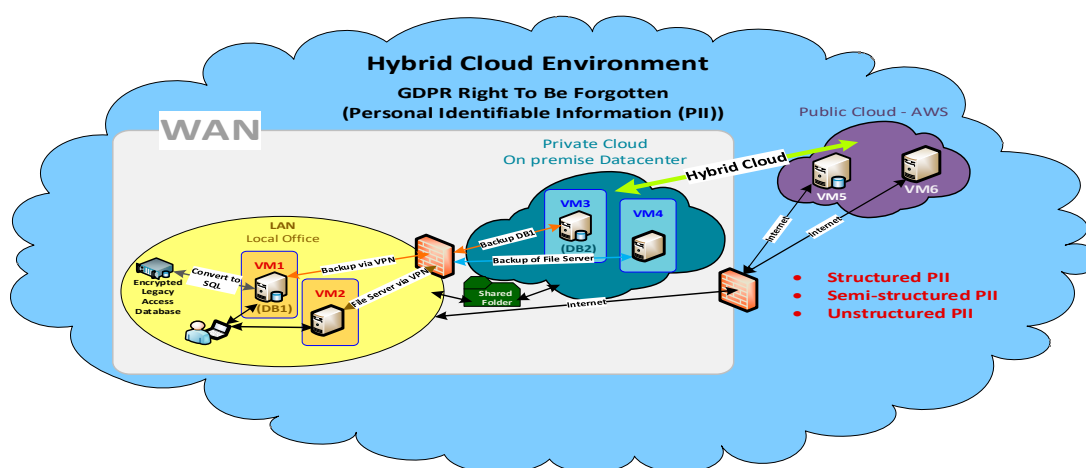 Hybrid Cloud Environment
GDPR Right To Be Forgotten
(Personal Identifiable Information (PII))
WAN
Public Cloud - AWS
Private Cloud
On premise Datacenter
Hybrid Cloud
VM5
VM6
VM3
VM4
(DB2)
Backup DB1
Backup of File Server
Internet
Internet
LAN
Local Office
VM1
(DB1)
VM2
Backup via VPN
File Server via VPN
Convert to
SQL
Encrypted
Legacy
Access
Database
Shared
Folder
Internet
• Structured PII
• Semi-structured PII
• Unstructured PII